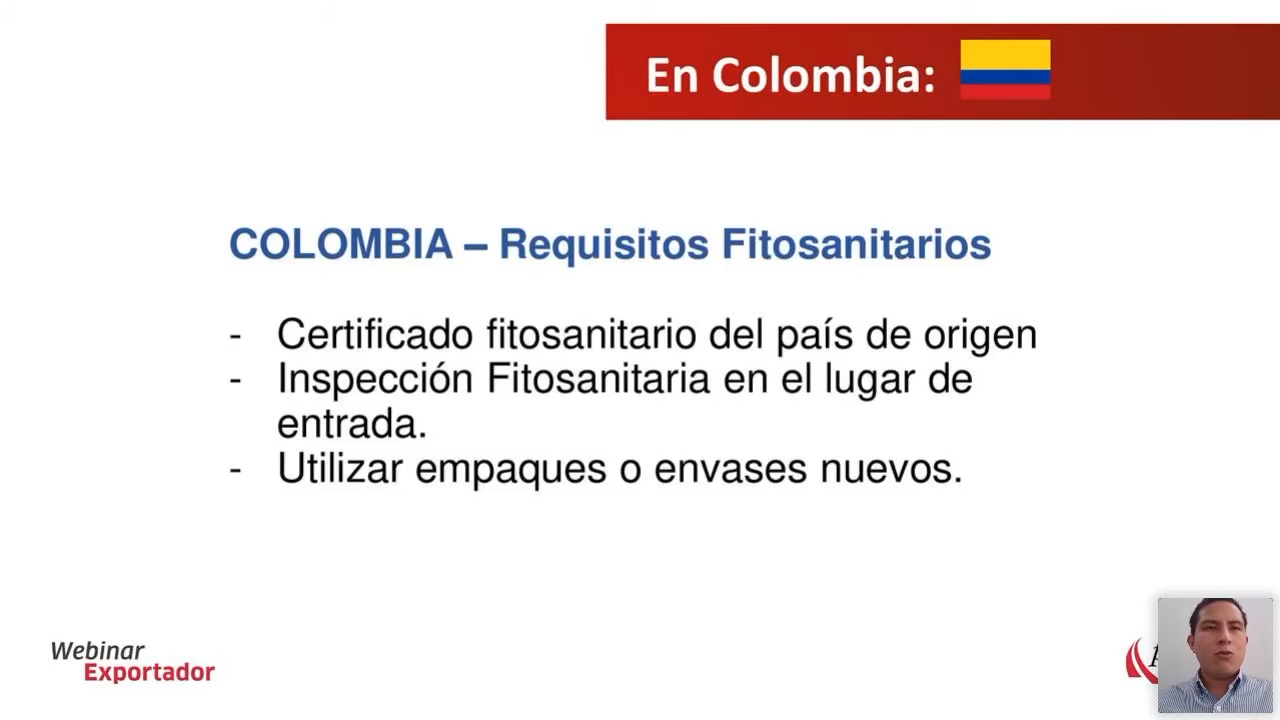 En Colombia:
COLOMBIA – Requisitos Fitosanitarios
- Certificado fitosanitario del país de origen
- Inspección Fitosanitaria en el lugar de
entrada.
- Utilizar empaques o envases nuevos.
Webinar
Exportador